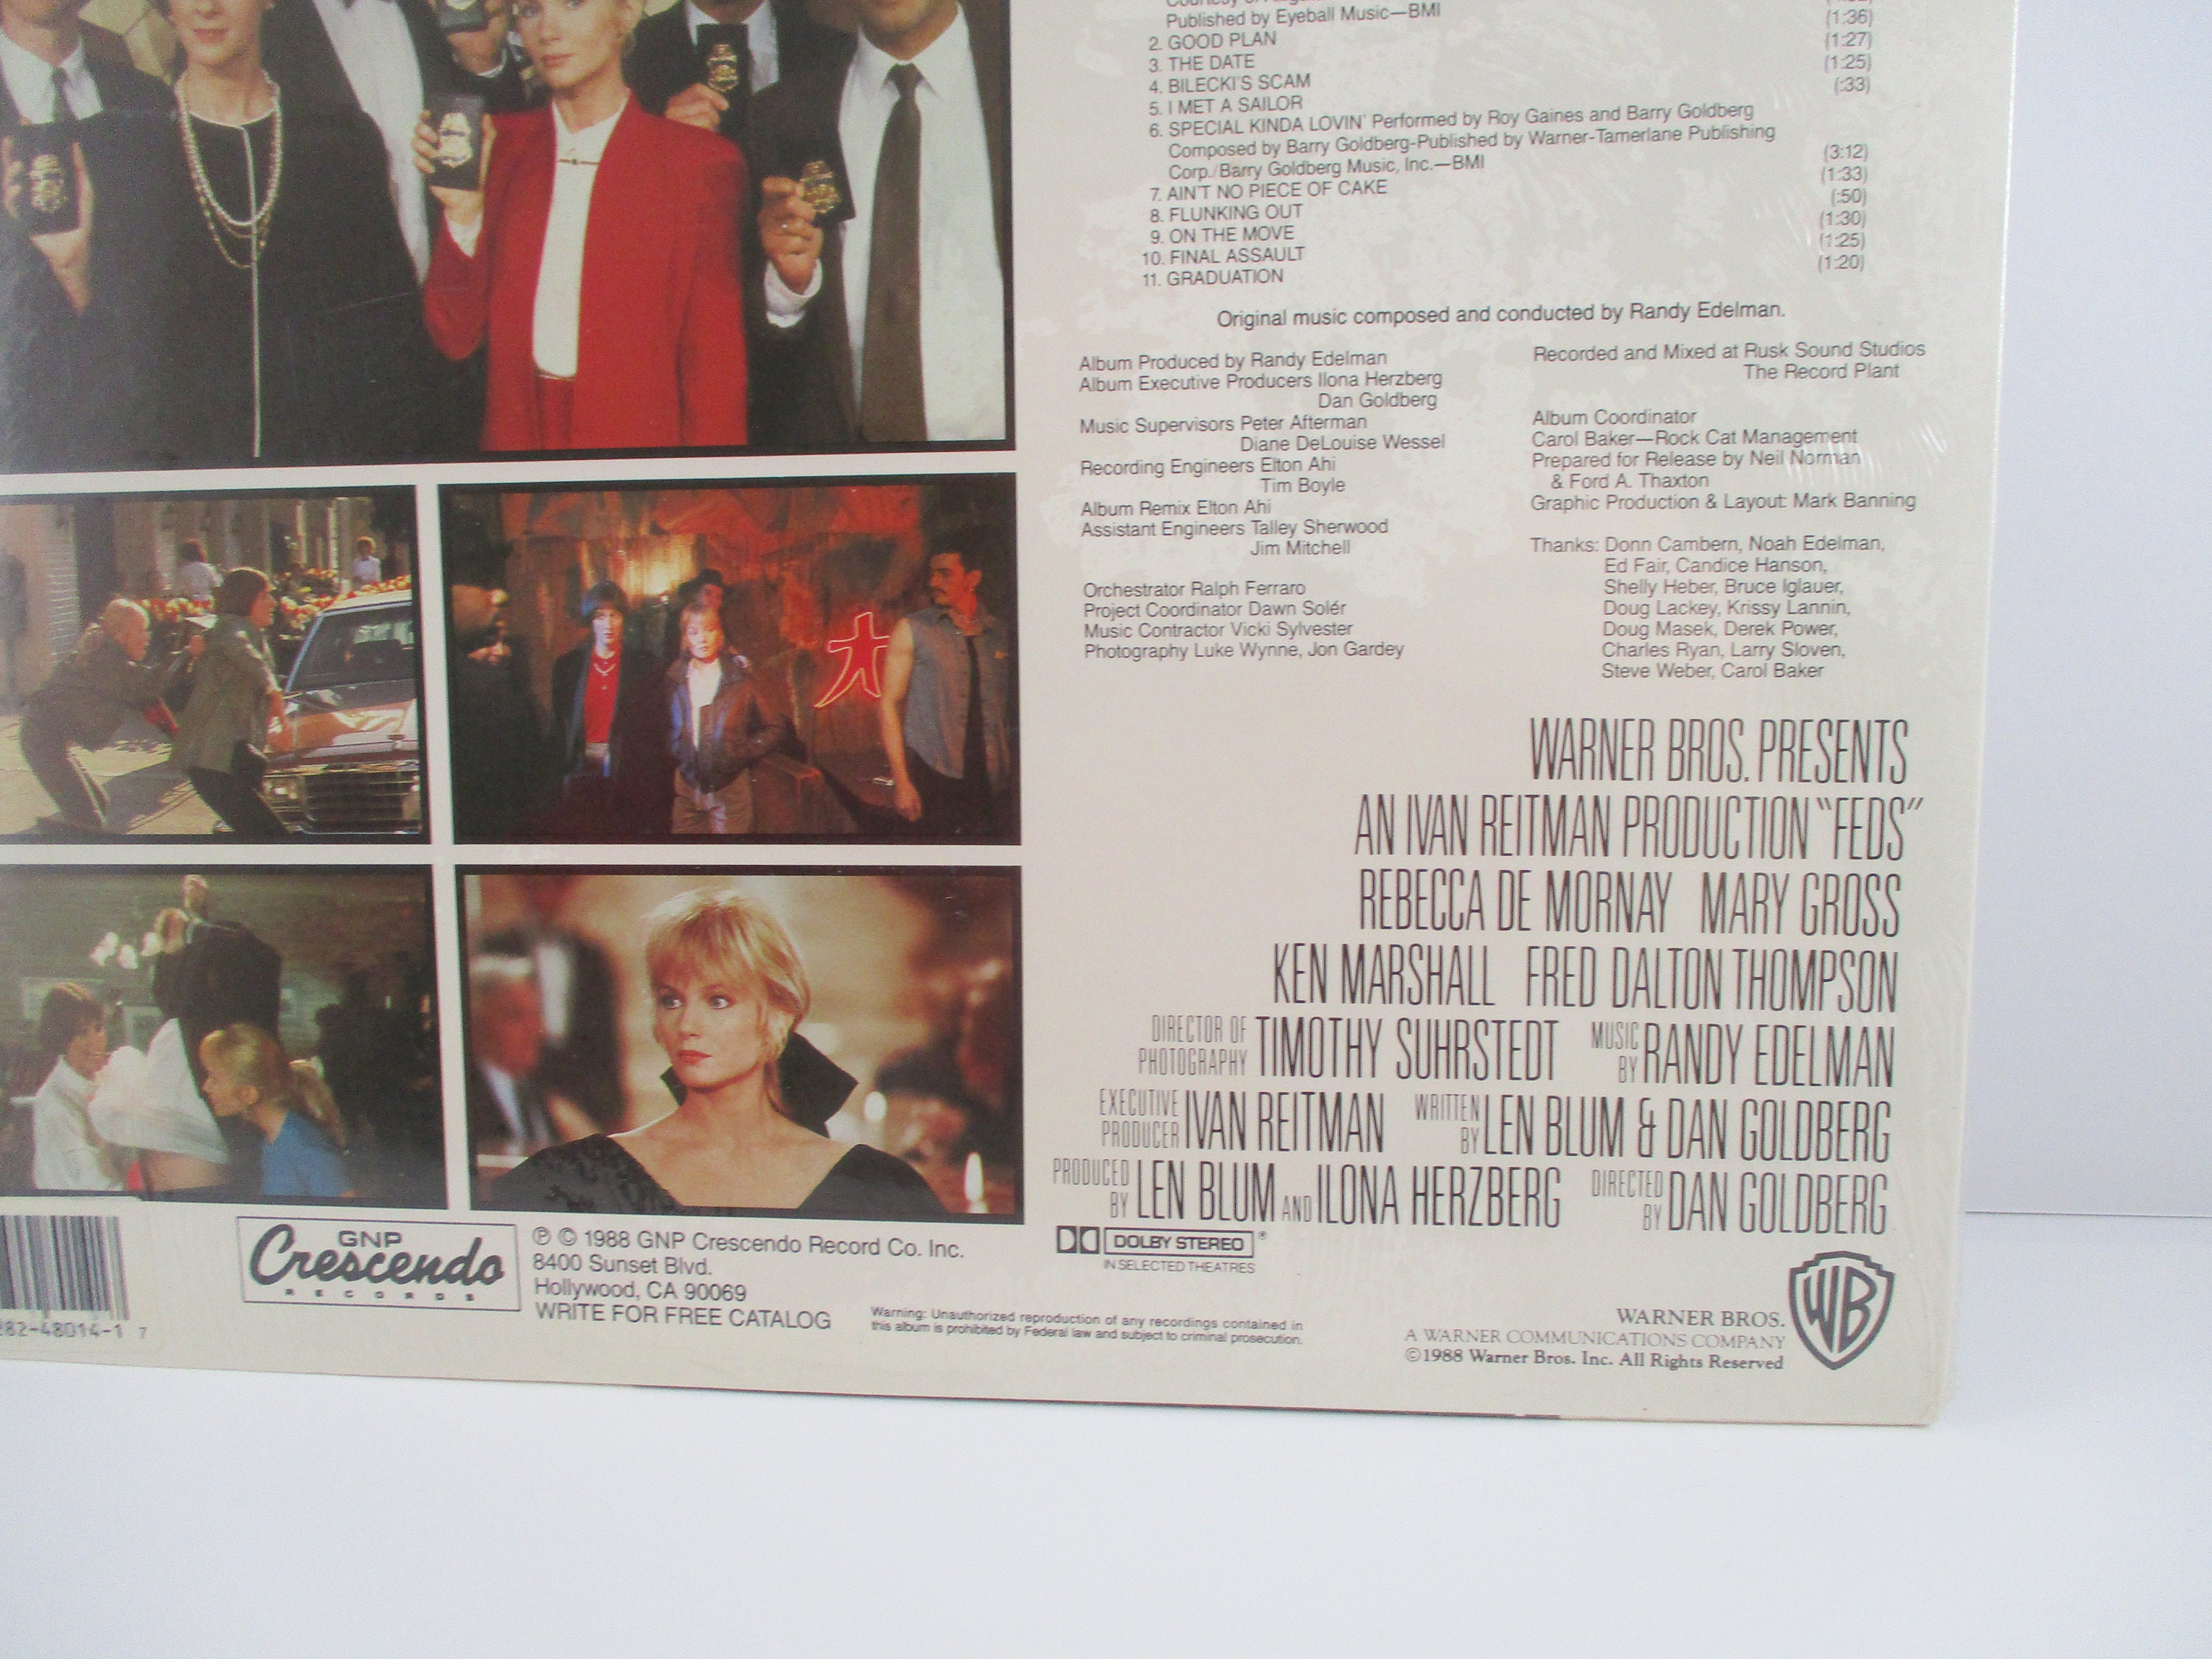 Published by Eyeball Music—BMI (1:36)
2. GOOD PLAN (1:27)
3. THE DATE (1:25)
4. BILECKI'S SCAM (:33)
5. I MET A SAILOR
6. SPECIAL KINDA LOVIN' Performed by Roy Gaines and Barry Goldberg
Composed by Barry Goldberg-Published by Warner-Tamerlane Publishing
Corp./Barry Goldberg Music, Inc.—BMI (3:12)
7. AIN'T NO PIECE OF CAKE (1:33)
8. FLUNKING OUT (:50)
9. ON THE MOVE (1:30)
10. FINAL ASSAULT (1:25)
11. GRADUATION (1:20)
Original music composed and conducted by Randy Edelman.
Album Produced by Randy Edelman
Album Executive Producers Ilona Herzberg
Dan Goldberg
Music Supervisors Peter Afterman
Diane DeLouise Wessel
Recording Engineers Elton Ahi
Tim Boyle
Album Remix Elton Ahi
Assistant Engineers Talley Sherwood
Jim Mitchell
Orchestrator Ralph Ferraro
Project Coordinator Dawn Solér
Music Contractor Vicki Sylvester
Photography Luke Wynne, Jon Gardey
Recorded and Mixed at Rusk Sound Studios
The Record Plant
Album Coordinator
Carol Baker—Rock Cat Management
Prepared for Release by Neil Norman
& Ford A. Thaxton
Graphic Production & Layout: Mark Banning
Thanks: Donn Cambern, Noah Edelman,
Ed Fair, Candice Hanson,
Shelly Heber, Bruce Iglauer,
Doug Lackey, Krissy Lannin,
Doug Masek, Derek Power,
Charles Ryan, Larry Sloven,
Steve Weber, Carol Baker
WARNER BROS. PRESENTS
AN IVAN REITMAN PRODUCTION "FEDS"
REBECCA DE MORNAY MARY GROSS
KEN MARSHALL FRED DALTON THOMPSON
DIRECTOR OF PHOTOGRAPHY TIMOTHY SUHRSTEDT MUSIC BY RANDY EDELMAN
EXECUTIVE PRODUCER IVAN REITMAN WRITTEN BY LEN BLUM & DAN GOLDBERG
PRODUCED BY LEN BLUM AND ILONA HERZBERG DIRECTED BY DAN GOLDBERG
DOLBY STEREO ®
IN SELECTED THEATRES
WARNER BROS.
A WARNER COMMUNICATIONS COMPANY
©1988 Warner Bros. Inc. All Rights Reserved
WB
GNP
Crescendo
RECORDS
℗ © 1988 GNP Crescendo Record Co. Inc.
8400 Sunset Blvd.
Hollywood, CA 90069
WRITE FOR FREE CATALOG
Warning: Unauthorized reproduction of any recordings contained in
this album is prohibited by Federal law and subject to criminal prosecution.
282-48014-1 7